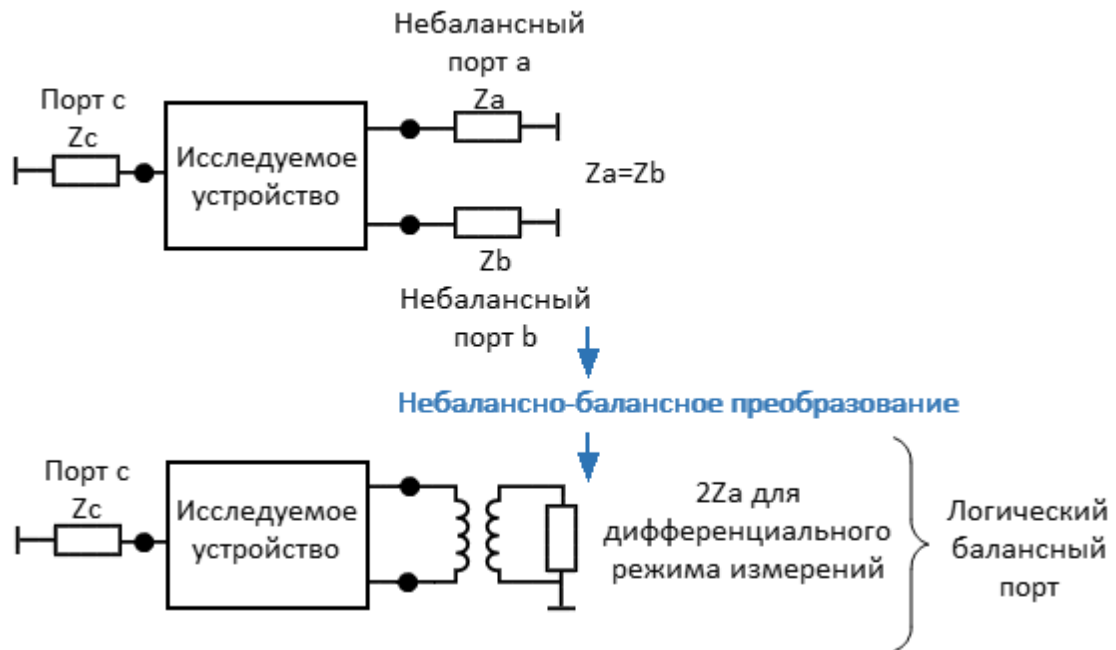 Небалансный
порт a
Za
Порт c
Zc
Исследуемое
устройство
Za=Zb
Zb
Небалансный
порт b
Небалансно-балансное преобразование
Порт c
Zc
Исследуемое
устройство
2Za для
дифференциального
режима измерений
Логический
балансный
порт